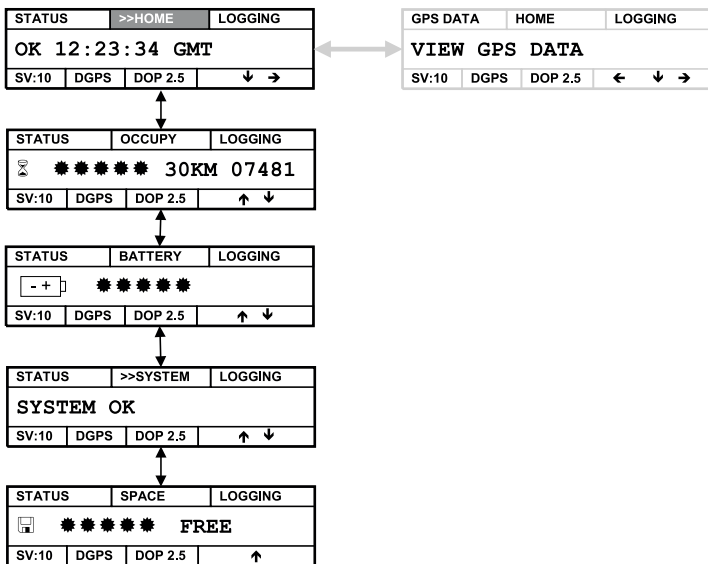 STATUS >>HOME LOGGING
OK 12:23:34 GMT
SV:10 DGPS DOP 2.5 ↓ →
GPS DATA HOME LOGGING
VIEW GPS DATA
SV:10 DGPS DOP 2.5 ← ↓ →
STATUS OCCUPY LOGGING
30KM 07481
SV:10 DGPS DOP 2.5 ↑ ↓
STATUS BATTERY LOGGING
- +
SV:10 DGPS DOP 2.5 ↑ ↓
STATUS >>SYSTEM LOGGING
SYSTEM OK
SV:10 DGPS DOP 2.5 ↑ ↓
STATUS SPACE LOGGING
FREE
SV:10 DGPS DOP 2.5 ↑